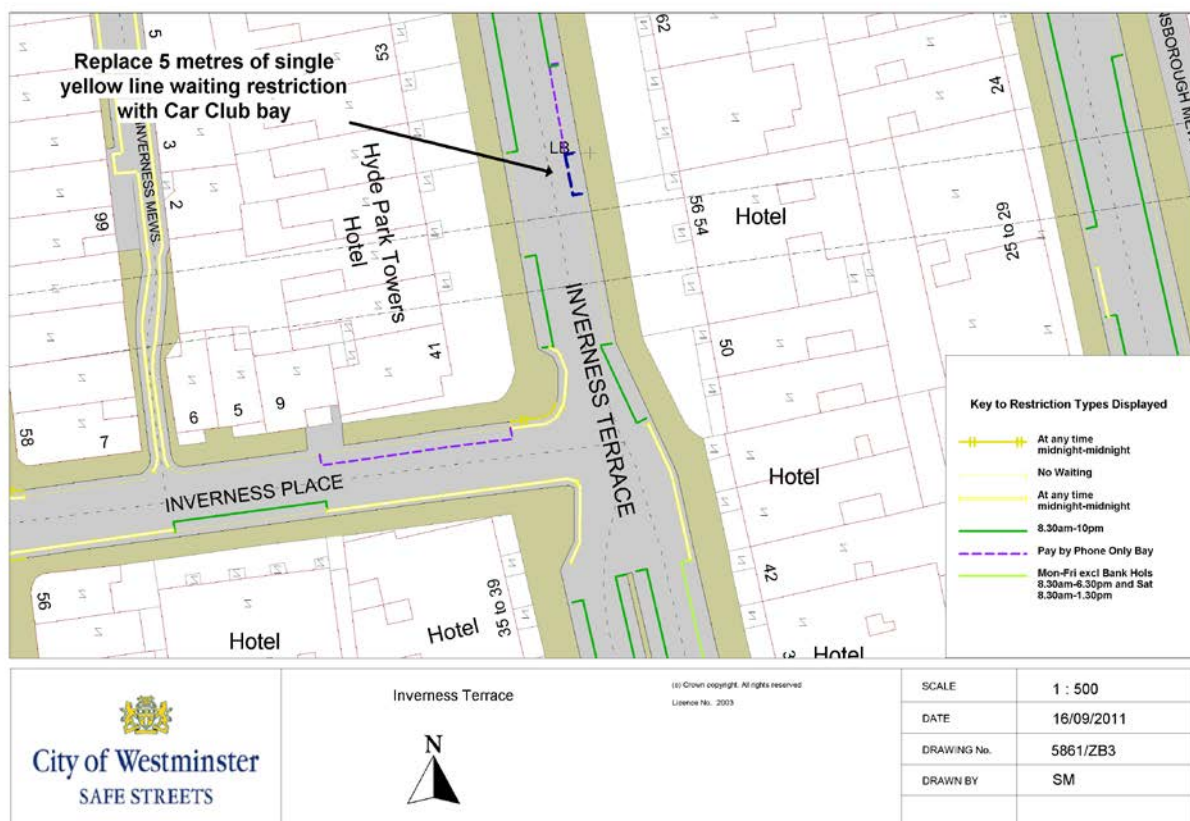 Replace 5 metres of single
yellow line waiting restriction
with Car Club bay
5
3
2
INVERNESS MEWS
99
53
Hyde Park Towers
Hotel
41
62
24
56 54
Hotel
25 to 29
50
INVERNESS TERRACE
Hotel
42
6
5
9
58
7
INVERNESS PLACE
56
Hotel
Hotel
35 to 39
Hotel
Key to Restriction Types Displayed
At any time
midnight-midnight
No Waiting
At any time
midnight-midnight
8.30am-10pm
Pay by Phone Only Bay
Mon-Fri excl Bank Hols
8.30am-6.30pm and Sat
8.30am-1.30pm
City of Westminster
SAFE STREETS
Inverness Terrace
N
(c) Crown copyright. All rights reserved
Licence No. 2003
SCALE 1 : 500
DATE 16/09/2011
DRAWING No. 5861/ZB3
DRAWN BY SM